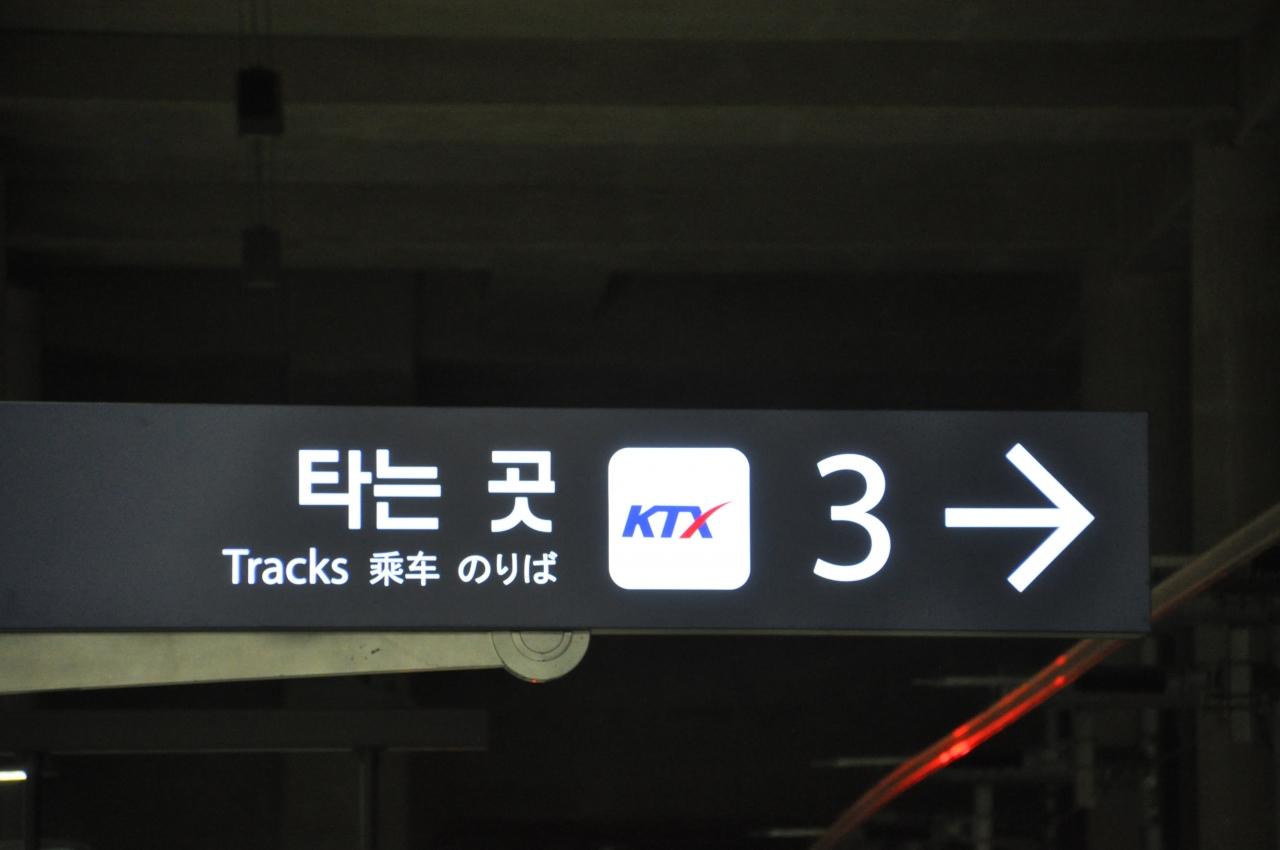 타는 곳 KTX 3 →
Tracks 乘车 のりば